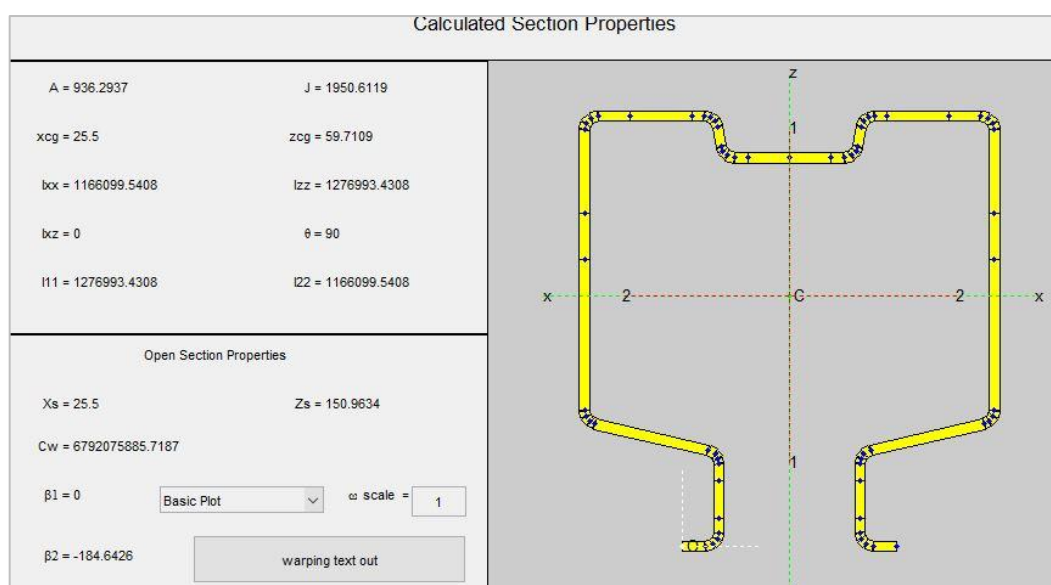 Calculated Section Properties
A = 936.2937 J = 1950.6119
xcg = 25.5 zcg = 59.7109
Ixx = 1166099.5408 Izz = 1276993.4308
Ixz = 0 θ = 90
I11 = 1276993.4308 I22 = 1166099.5408
Open Section Properties
Xs = 25.5 Zs = 150.9634
Cw = 6792075885.7187
β1 = 0 Basic Plot ω scale = 1
β2 = -184.6426 warping text out
z
1
x 2 C 2 x
1
O